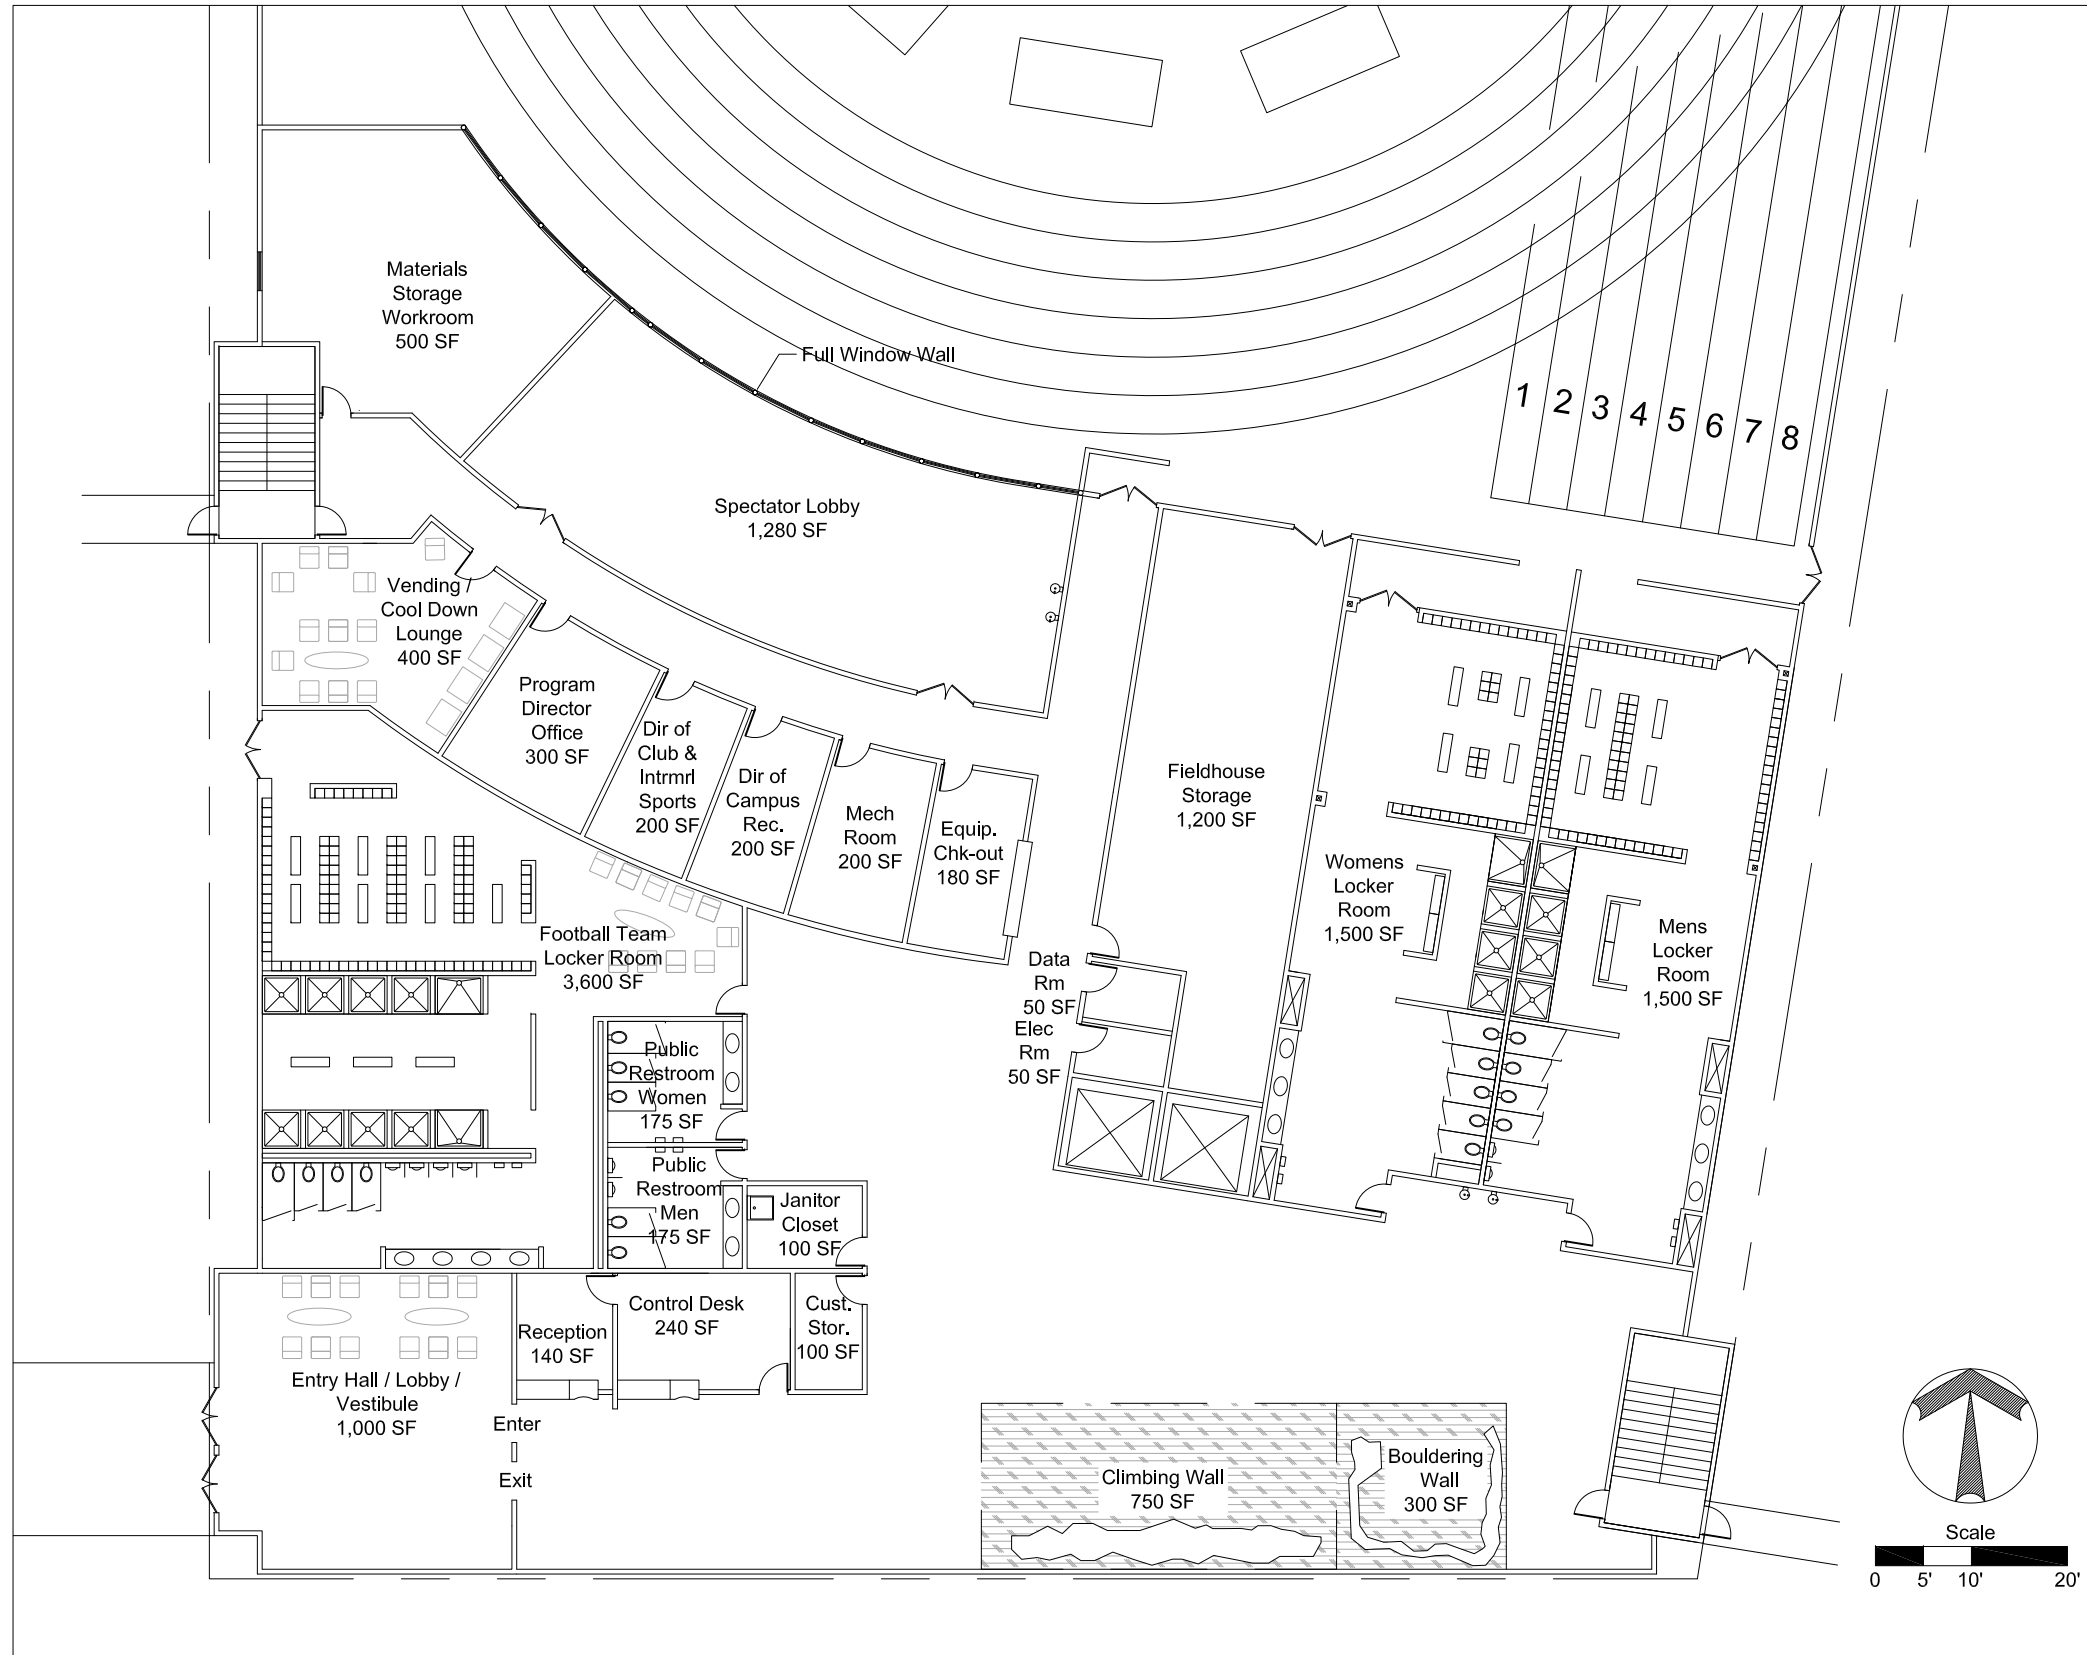 Materials
Storage
Workroom
500 SF
Full Window Wall
1
2
3
4
5
6
7
8
Spectator Lobby
1,280 SF
Vending /
Cool Down
Lounge
400 SF
Program
Director
Office
300 SF
Dir of
Club &
Intrmrl
Sports
200 SF
Dir of
Campus
Rec.
200 SF
Mech
Room
200 SF
Equip.
Chk-out
180 SF
Fieldhouse
Storage
1,200 SF
Womens
Locker
Room
1,500 SF
Mens
Locker
Room
1,500 SF
Football Team
Locker Room
3,600 SF
Data
Rm
50 SF
Elec
Rm
50 SF
Public
Restroom
Women
175 SF
Public
Restroom
Men
175 SF
Janitor
Closet
100 SF
Control Desk
240 SF
Cust.
Stor.
100 SF
Reception
140 SF
Entry Hall / Lobby /
Vestibule
1,000 SF
Enter
Exit
Climbing Wall
750 SF
Bouldering
Wall
300 SF
Scale
0 5' 10' 20'